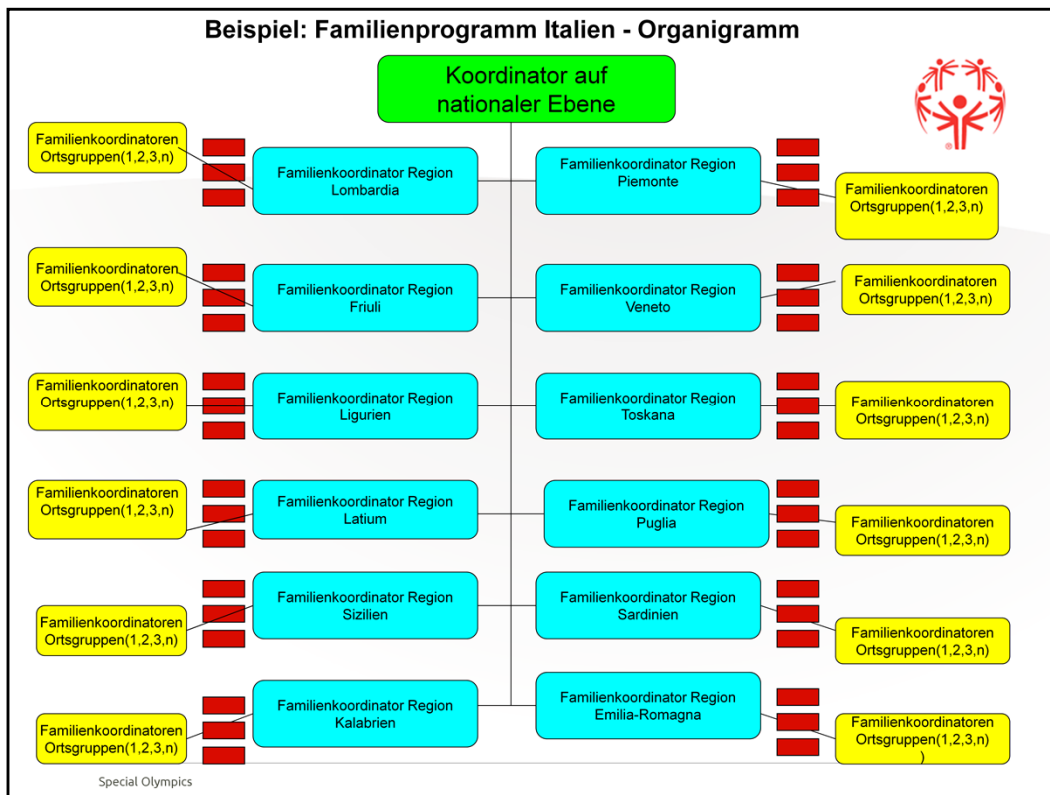 Beispiel: Familienprogramm Italien - Organigramm
Koordinator auf
nationaler Ebene
Familienkoordinatoren
Ortsgruppen(1,2,3,n)
Familienkoordinator Region
Lombardia
Familienkoordinator Region
Piemonte
Familienkoordinatoren
Ortsgruppen(1,2,3,n)
Familienkoordinatoren
Ortsgruppen(1,2,3,n)
Familienkoordinator Region
Friuli
Familienkoordinator Region
Veneto
Familienkoordinatoren
Ortsgruppen(1,2,3,n)
Familienkoordinatoren
Ortsgruppen(1,2,3,n)
Familienkoordinator Region
Ligurien
Familienkoordinator Region
Toskana
Familienkoordinatoren
Ortsgruppen(1,2,3,n)
Familienkoordinatoren
Ortsgruppen(1,2,3,n)
Familienkoordinator Region
Latium
Familienkoordinator Region
Puglia
Familienkoordinatoren
Ortsgruppen(1,2,3,n)
Familienkoordinatoren
Ortsgruppen(1,2,3,n)
Familienkoordinator Region
Sizilien
Familienkoordinator Region
Sardinien
Familienkoordinatoren
Ortsgruppen(1,2,3,n)
Familienkoordinatoren
Ortsgruppen(1,2,3,n)
Familienkoordinator Region
Kalabrien
Familienkoordinator Region
Emilia-Romagna
Familienkoordinatoren
Ortsgruppen(1,2,3,n)
)
Special Olympics
®